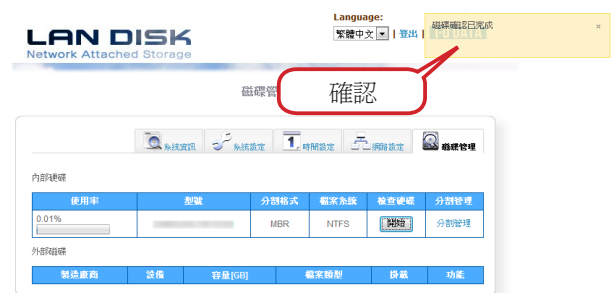 LAN DISK
Network Attached Storage
Language:
繁體中文 | 登出 |
磁碟確認已完成 ×
確認
磁碟管
系統資訊 系統設定 時間設定 網路設定 磁碟管理
內部硬碟
使用率 型號 分割格式 檔案系統 檢查硬碟 分割管理
0.01% MBR NTFS 開始 分割管理
外部磁碟
製造廠商 設備 容量[GB] 檔案類型 掛載 功能